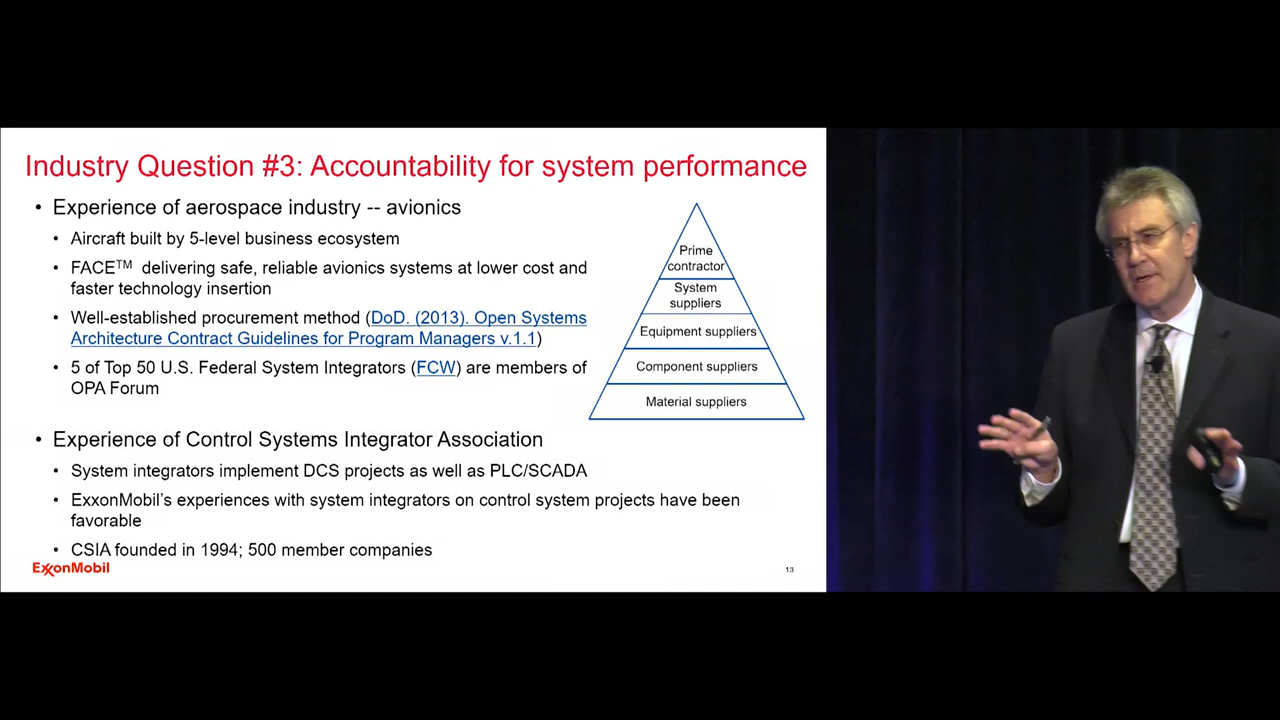 Industry Question #3: Accountability for system performance
• Experience of aerospace industry -- avionics
• Aircraft built by 5-level business ecosystem
• FACE™ delivering safe, reliable avionics systems at lower cost and
faster technology insertion
• Well-established procurement method (DoD. (2013). Open Systems
Architecture Contract Guidelines for Program Managers v.1.1)
• 5 of Top 50 U.S. Federal System Integrators (FCW) are members of
OPA Forum
Prime
contractor
System
suppliers
Equipment suppliers
Component suppliers
Material suppliers
• Experience of Control Systems Integrator Association
• System integrators implement DCS projects as well as PLC/SCADA
• ExxonMobil's experiences with system integrators on control system projects have been
favorable
• CSIA founded in 1994; 500 member companies
ExxonMobil
13